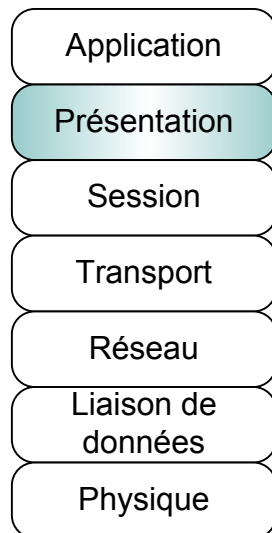 Application
Présentation
Session
Transport
Réseau
Liaison de
données
Physique